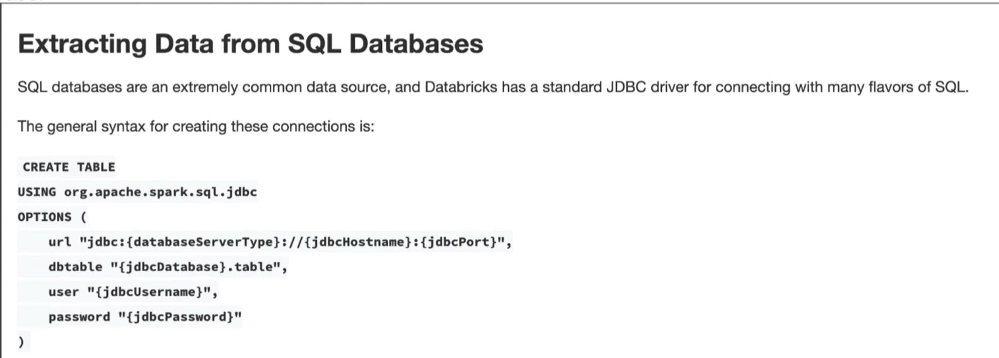 Extracting Data from SQL Databases
SQL databases are an extremely common data source, and Databricks has a standard JDBC driver for connecting with many flavors of SQL.
The general syntax for creating these connections is:
CREATE TABLE
USING org.apache.spark.sql.jdbc
OPTIONS (
    url "jdbc:{databaseServerType}://{jdbcHostname}:{jdbcPort}",
    dbtable "{jdbcDatabase}.table",
    user "{jdbcUsername}",
    password "{jdbcPassword}"
)